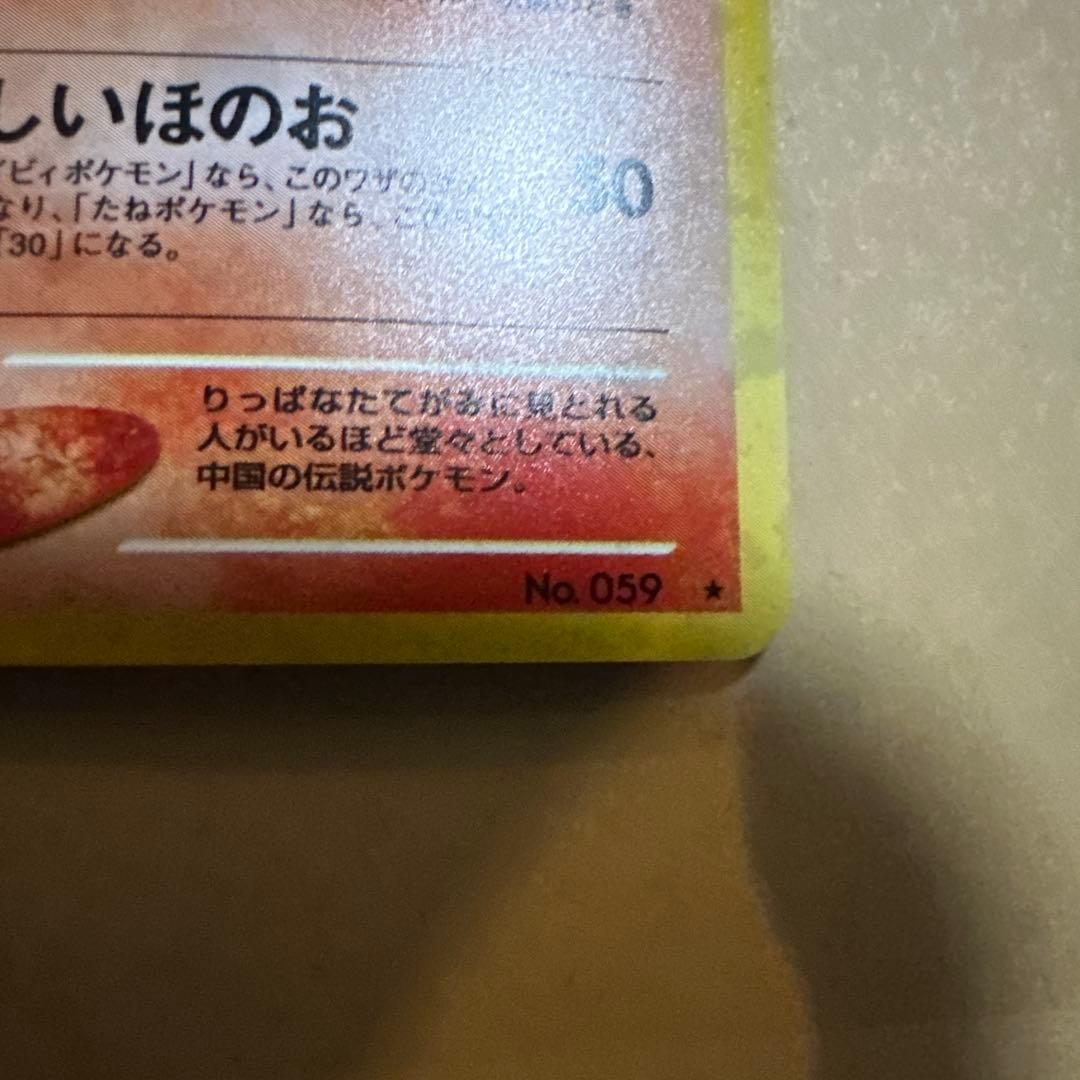 しいほのお
ビィポケモン」なら、このワザの
50
なり、「たねポケモン」なら、この
「30」になる。
りっぱなたてがみに見とれる
人がいるほど堂々としている、
中国の伝説ポケモン。
No. 059 ★